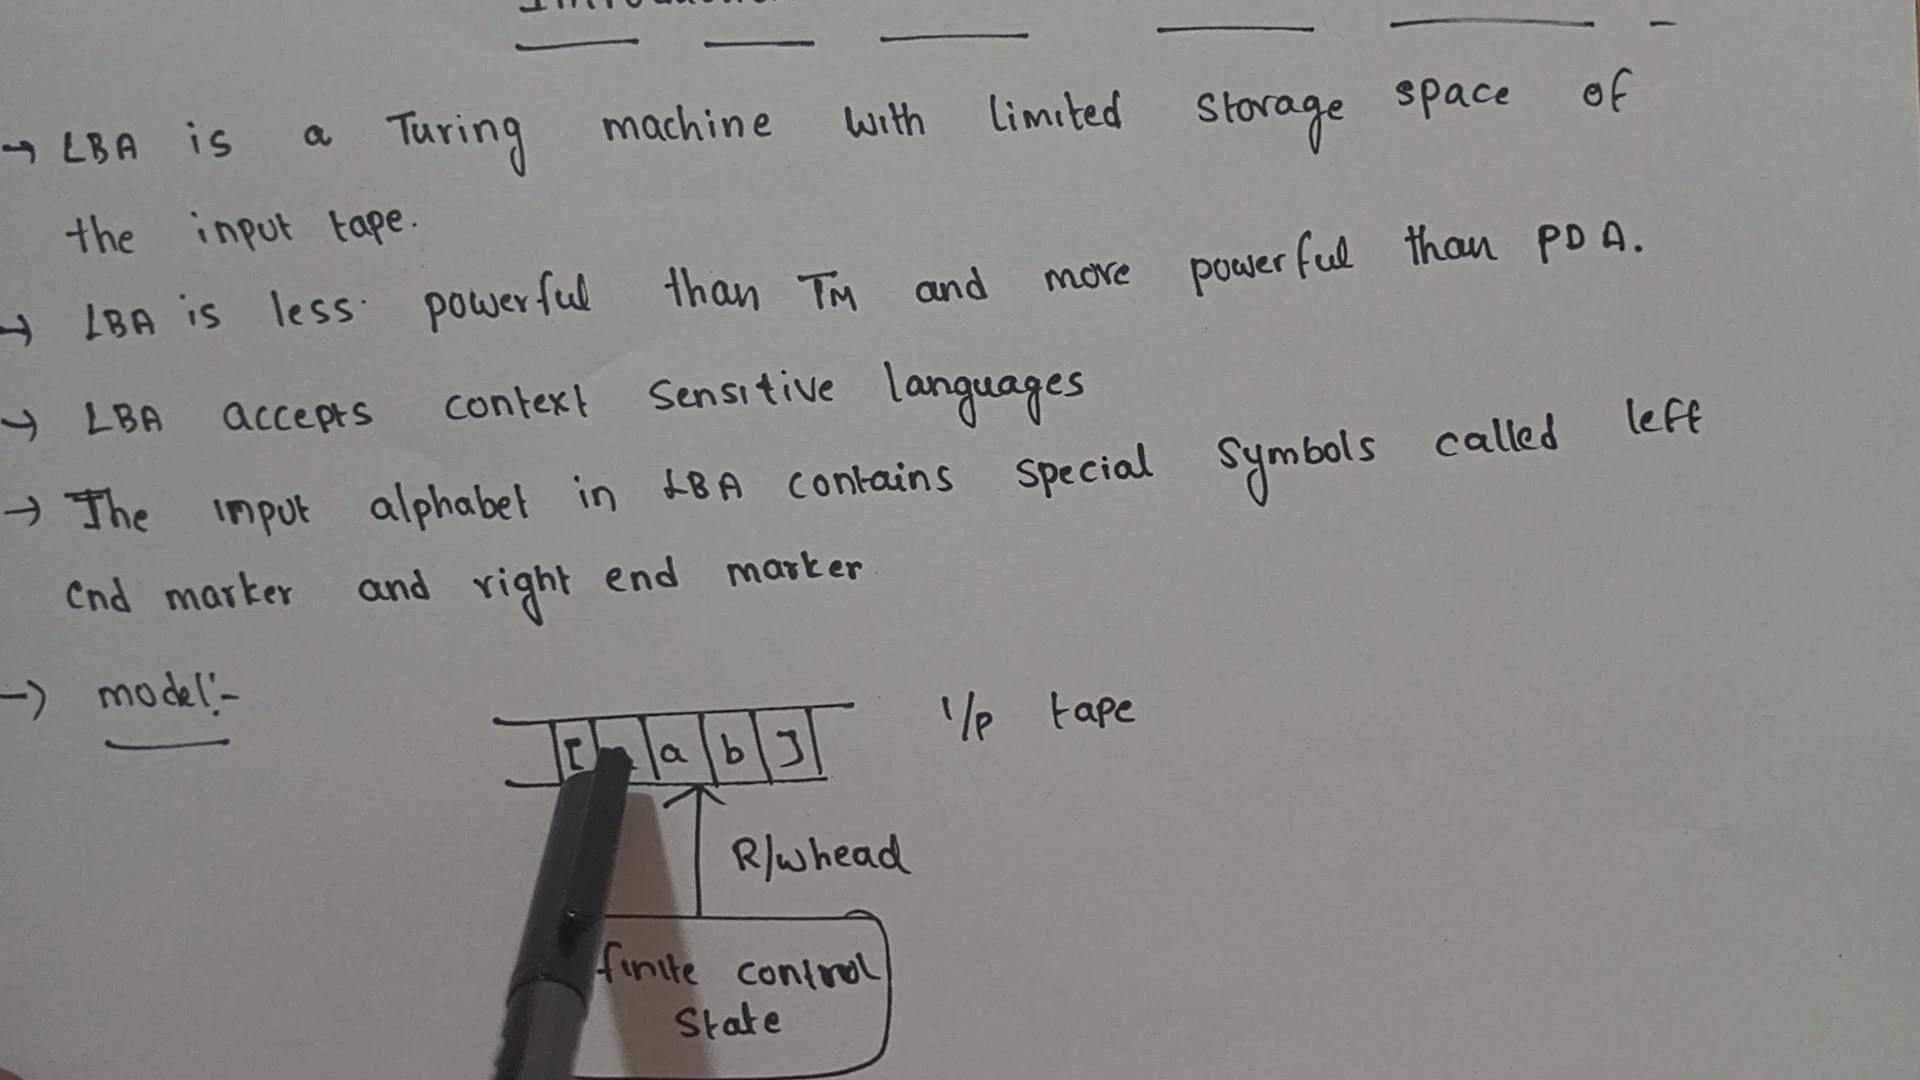 → LBA is a Turing machine with limited storage space of
the input tape.
→ LBA is less powerful than TM and more powerful than PDA.
→ LBA accepts context sensitive languages
→ The input alphabet in LBA contains special symbols called left
end marker and right end marker
→ model:-
[ a b ]
I/p tape
R/w head
finite control
state